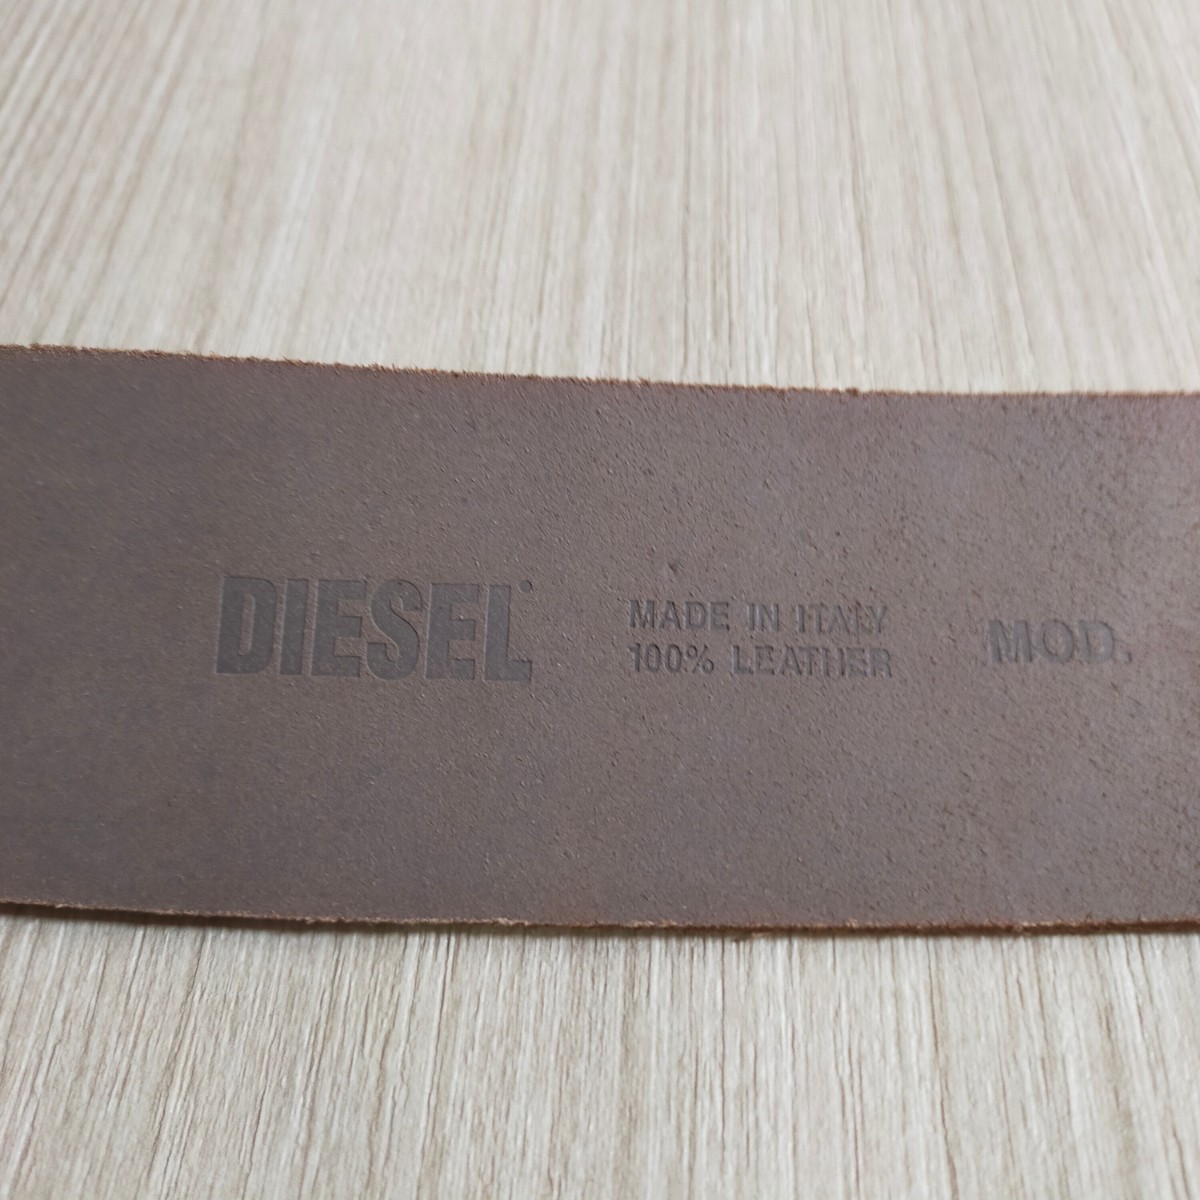 DIESEL
MADE IN ITALY
100% LEATHER
MOD.